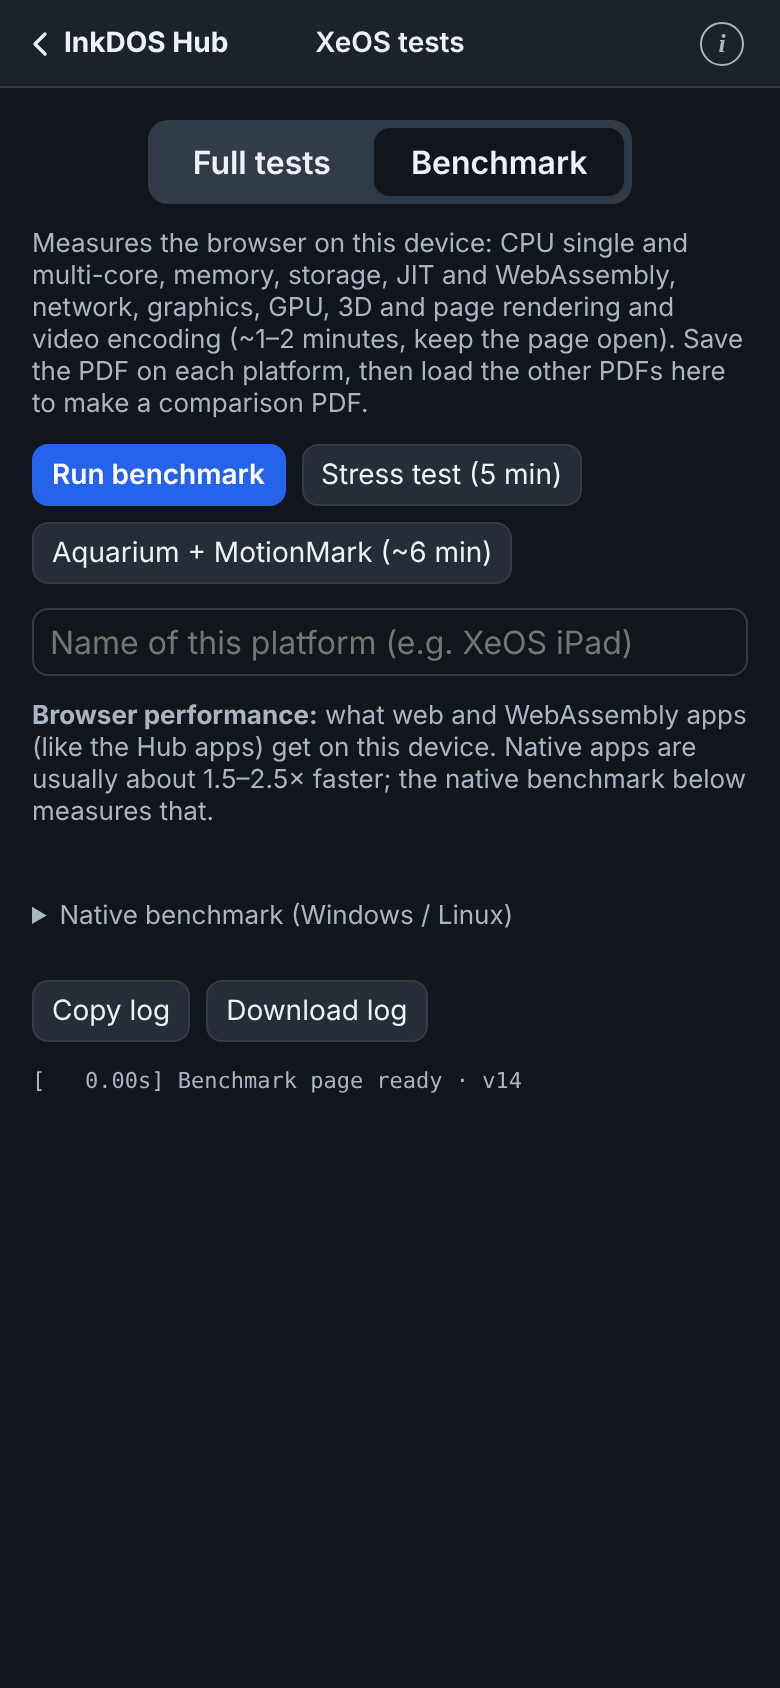 InkDOS Hub
XeOS tests
i
Full tests
Benchmark
Measures the browser on this device: CPU single and
multi-core, memory, storage, JIT and WebAssembly,
network, graphics, GPU, 3D and page rendering and
video encoding (~1–2 minutes, keep the page open). Save
the PDF on each platform, then load the other PDFs here
to make a comparison PDF.
Run benchmark
Stress test (5 min)
Aquarium + MotionMark (~6 min)
Name of this platform (e.g. XeOS iPad)
Browser performance: what web and WebAssembly apps
(like the Hub apps) get on this device. Native apps are
usually about 1.5–2.5× faster; the native benchmark below
measures that.
Native benchmark (Windows / Linux)
Copy log
Download log
[   0.00s] Benchmark page ready · v14